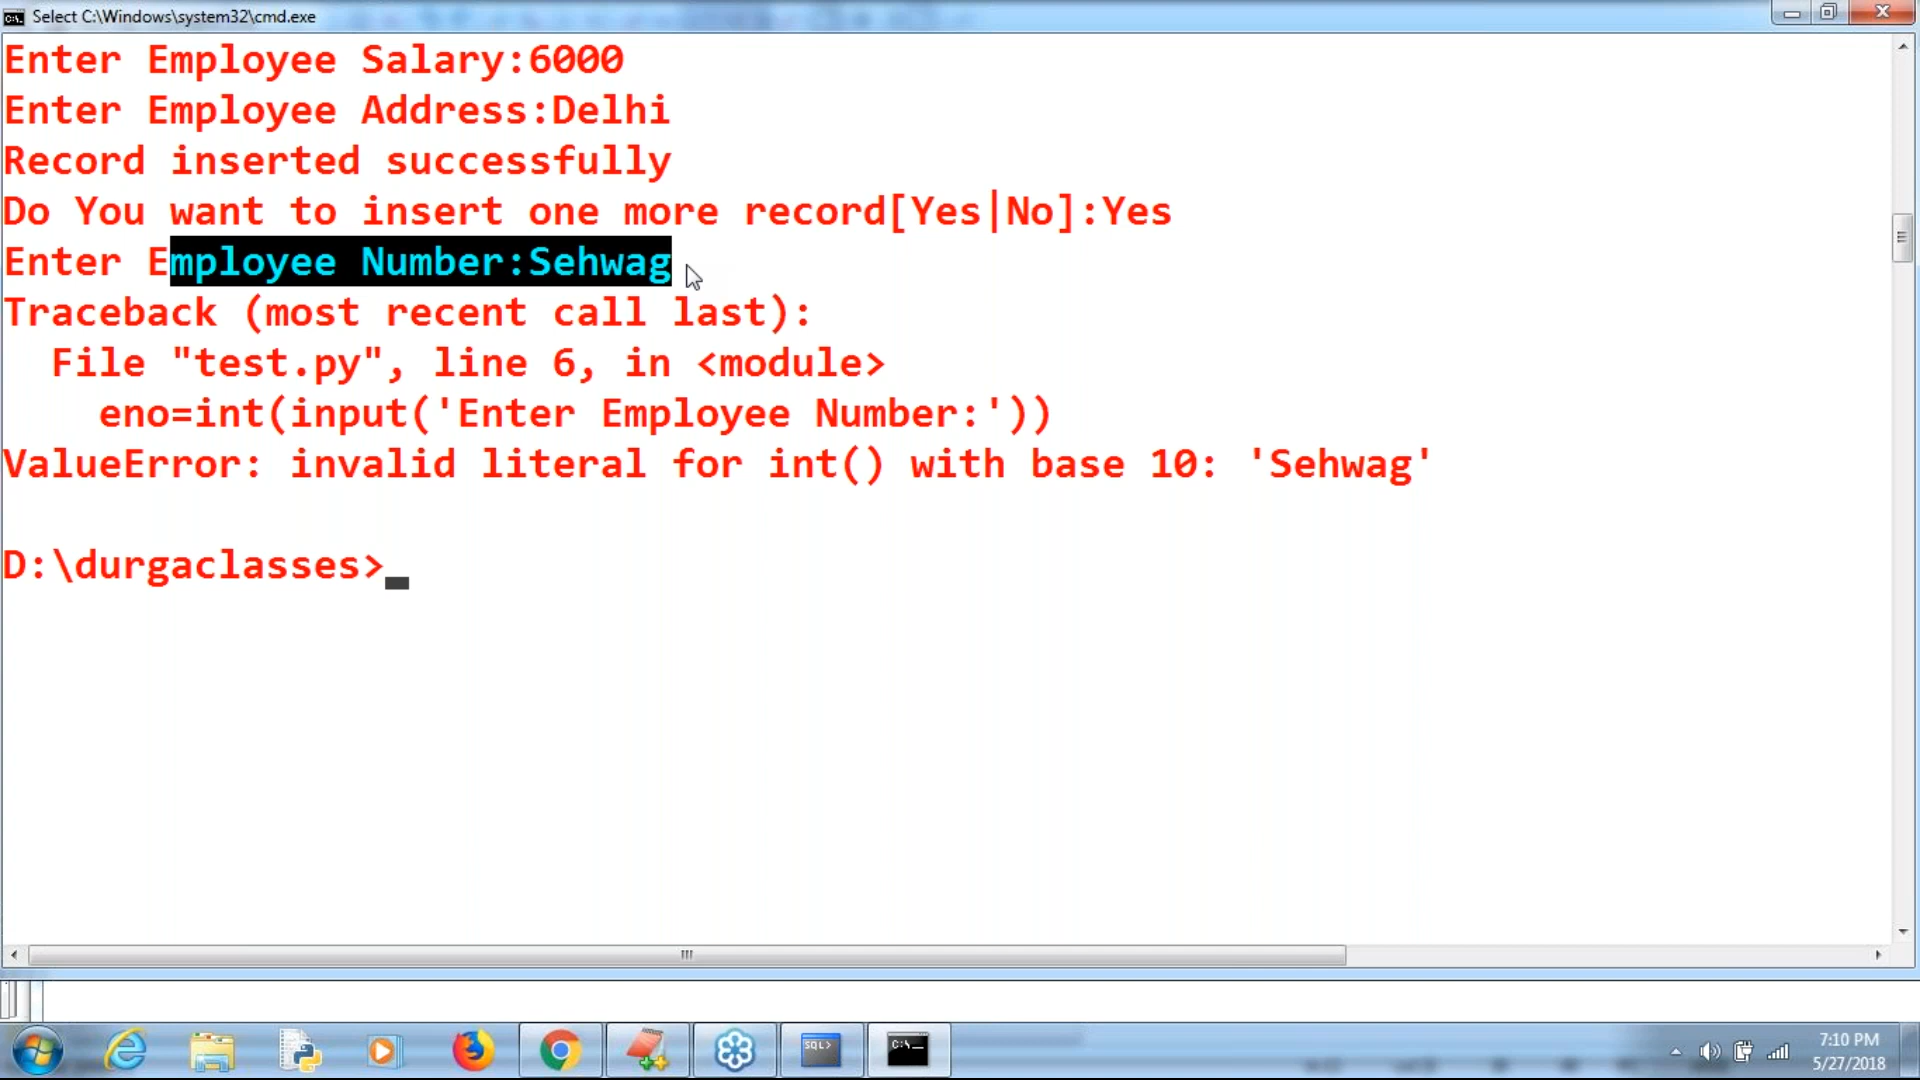 Select C:\Windows\system32\cmd.exe
Enter Employee Salary:6000
Enter Employee Address:Delhi
Record inserted successfully
Do You want to insert one more record[Yes|No]:Yes
Enter Employee Number:Sehwag
Traceback (most recent call last):
  File "test.py", line 6, in <module>
    eno=int(input('Enter Employee Number:'))
ValueError: invalid literal for int() with base 10: 'Sehwag'
D:\durgaclasses>
SQL>
C:\_
7:10 PM
5/27/2018